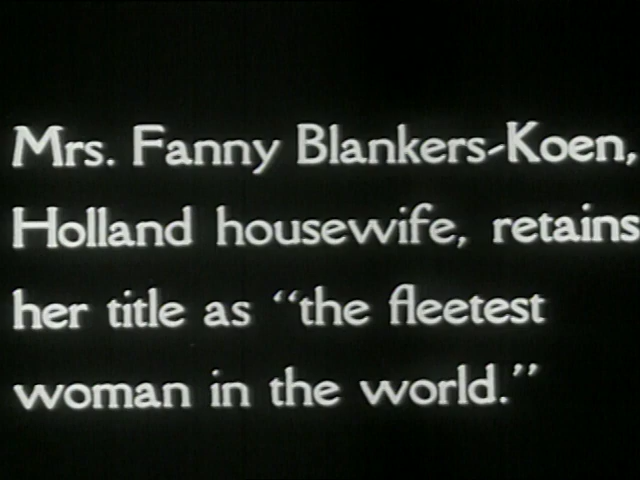 Mrs. Fanny Blankers-Koen,
Holland housewife, retains
her title as "the fleetest
woman in the world."